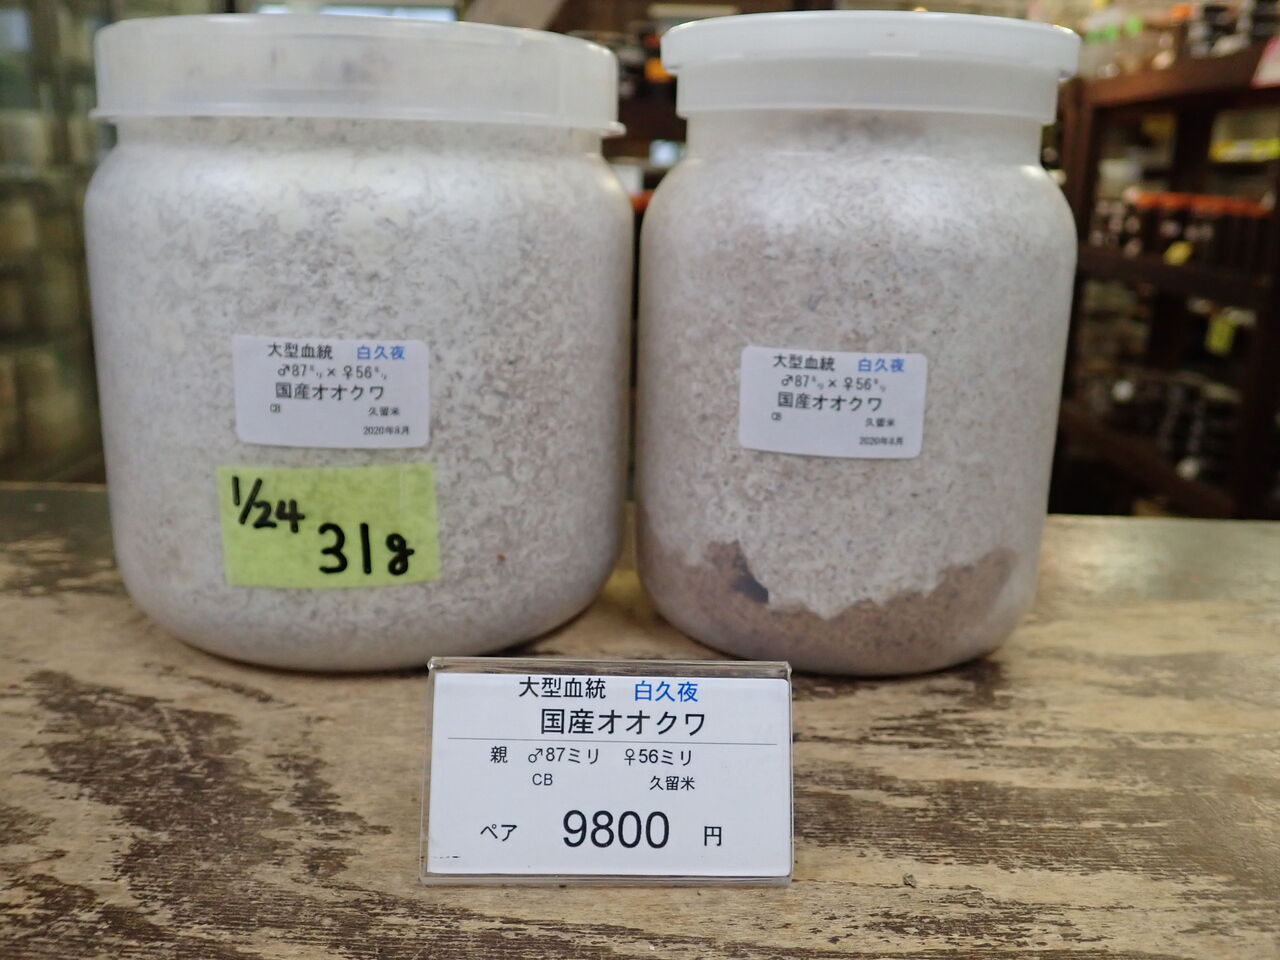 大型血統 白久夜
♂87ミリ×♀56ミリ
国産オオクワ
CB 久留米
2020年8月
1/24 31g
大型血統 白久夜
♂87ミリ×♀56ミリ
国産オオクワ
CB 久留米
2020年8月
大型血統 白久夜
国産オオクワ
親 ♂87ミリ ♀56ミリ
CB 久留米
ペア 9800 円